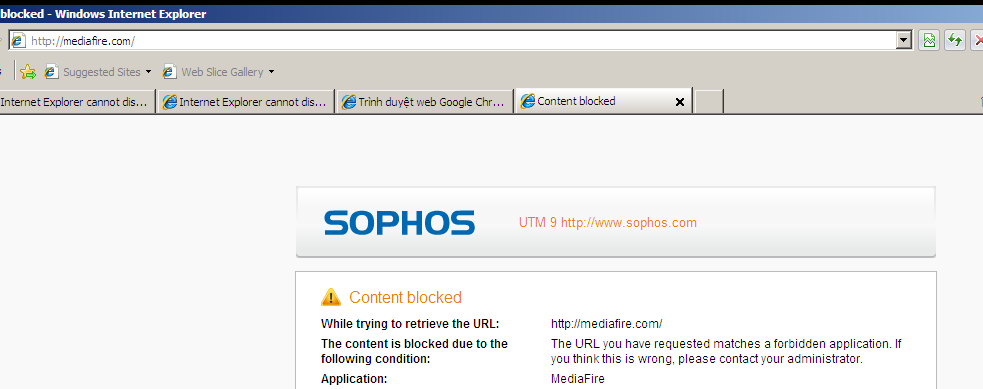 blocked - Windows Internet Explorer
http://mediafire.com/
Suggested Sites
Web Slice Gallery
Internet Explorer cannot dis...
Internet Explorer cannot dis...
Trình duyệt web Google Chr...
Content blocked
SOPHOS
UTM 9 http://www.sophos.com
Content blocked
While trying to retrieve the URL: http://mediafire.com/
The content is blocked due to the following condition: The URL you have requested matches a forbidden application. If
you think this is wrong, please contact your administrator.
Application: MediaFire